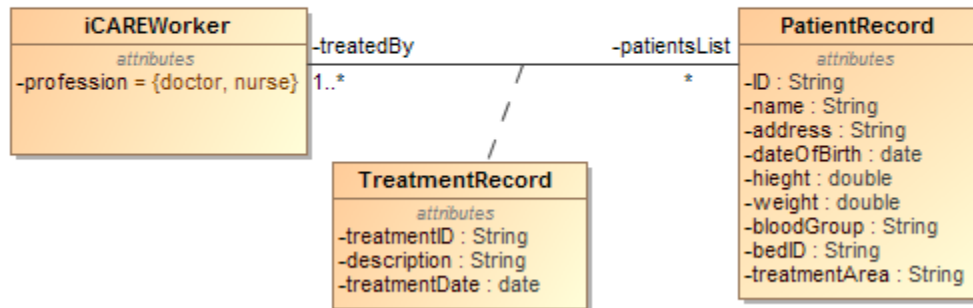 iCAREWorker
attributes
-profession = {doctor, nurse}
-treatedBy
1..*
-patientsList
*
PatientRecord
attributes
-ID : String
-name : String
-address : String
-dateOfBirth : date
-hieght : double
-weight : double
-bloodGroup : String
-bedID : String
-treatmentArea : String
TreatmentRecord
attributes
-treatmentID : String
-description : String
-treatmentDate : date